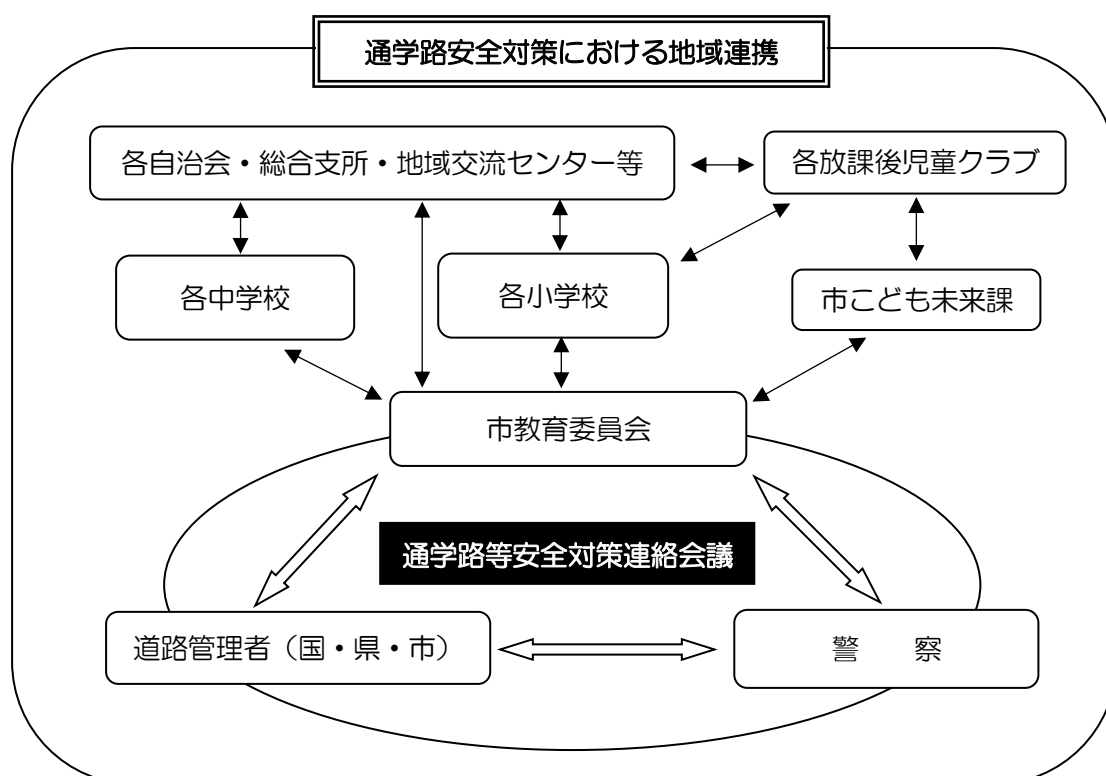 通学路安全対策における地域連携
各自治会・総合支所・地域交流センター等
各放課後児童クラブ
各中学校
各小学校
市こども未来課
市教育委員会
通学路等安全対策連絡会議
道路管理者（国・県・市）
警　　察